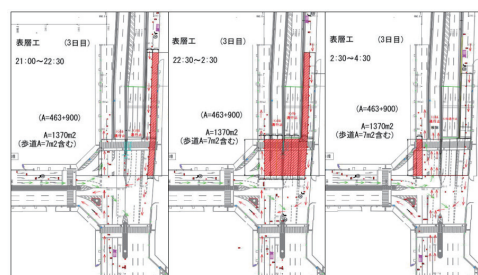 表層工　(3日目)
21:00～22:30
(A=463+900)
A=1370m2
(歩道A=7m2含む)
表層工　(3日目)
22:30～2:30
(A=463+900)
A=1370m2
(歩道A=7m2含む)
表層工　(3日目)
2:30～4:30
(A=463+900)
A=1370m2
(歩道A=7m2含む)